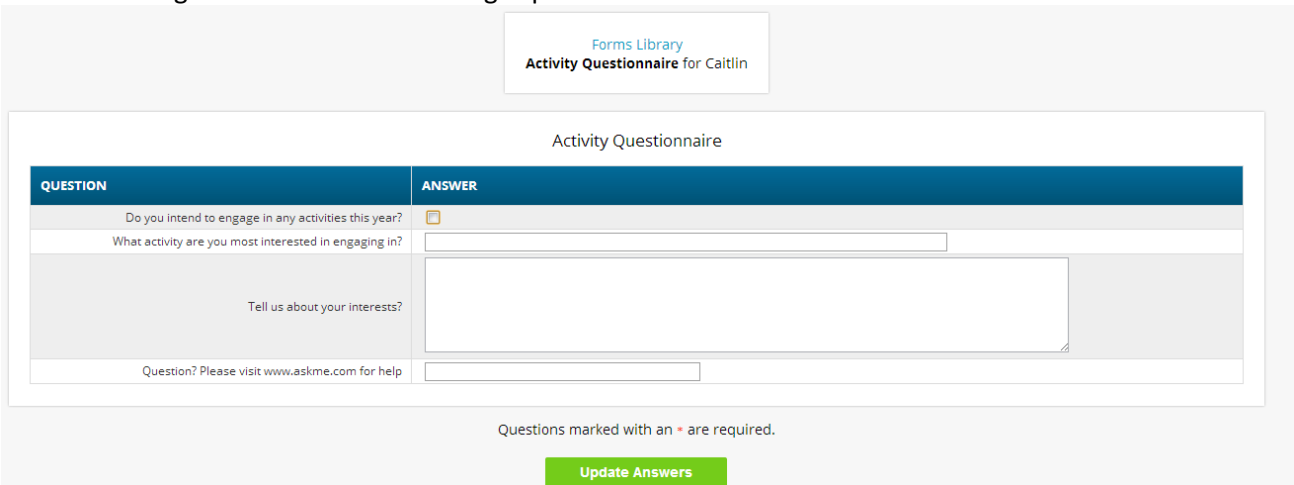 Forms Library
Activity Questionnaire for Caitlin
Activity Questionnaire
QUESTION ANSWER
Do you intend to engage in any activities this year?
What activity are you most interested in engaging in?
Tell us about your interests?
Question? Please visit www.askme.com for help
Questions marked with an * are required.
Update Answers